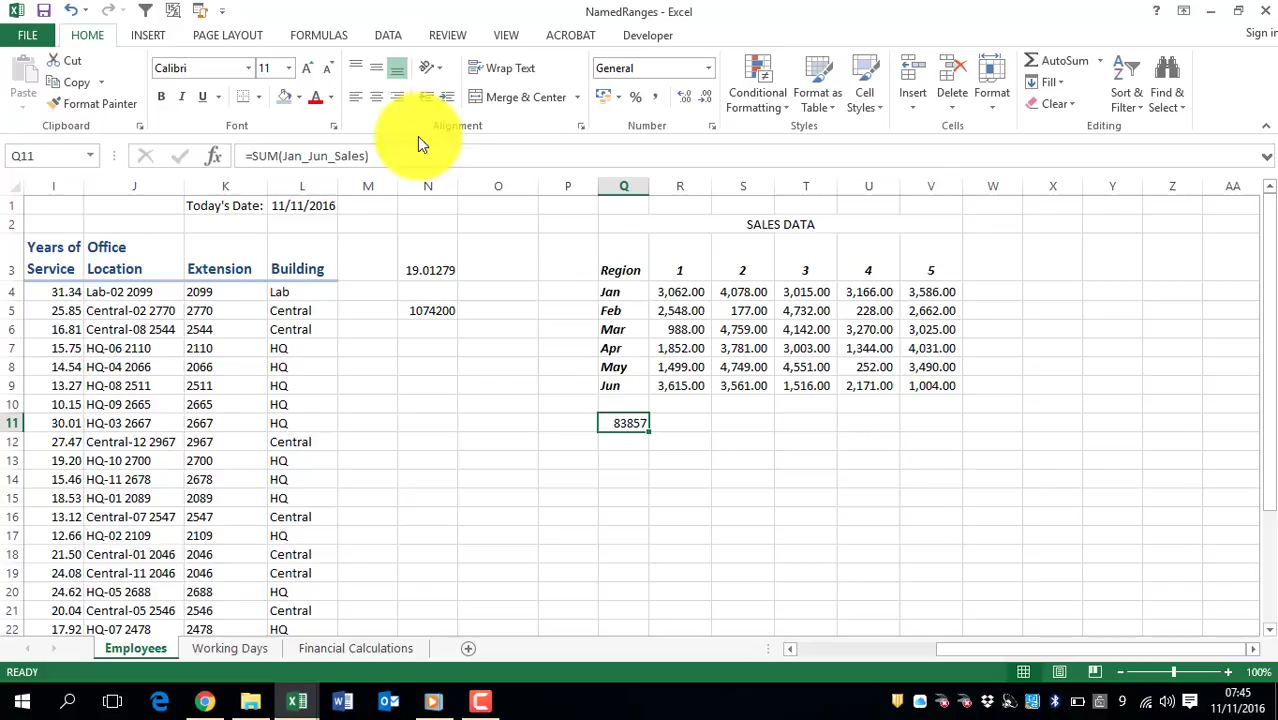 NamedRanges - Excel
Sign in
FILE HOME INSERT PAGE LAYOUT FORMULAS DATA REVIEW VIEW ACROBAT Developer
Paste Cut Copy Format Painter
Calibri 11
B I U A
Wrap Text
Merge & Center
General
%
Conditional Formatting Format as Table Cell Styles
Insert Delete Format
AutoSum Fill Clear
Sort & Filter Find & Select
Clipboard Font Alignment Number Styles Cells Editing
Q11 fx =SUM(Jan_Jun_Sales)
I J K L M N O P Q R S T U V W X Y Z AA
1 Today's Date: 11/11/2016
2 SALES DATA
3 Years of Service Office Location Extension Building 19.01279 Region 1 2 3 4 5
4 31.34 Lab-02 2099 2099 Lab Jan 3,062.00 4,078.00 3,015.00 3,166.00 3,586.00
5 25.85 Central-02 2770 2770 Central 1074200 Feb 2,548.00 177.00 4,732.00 228.00 2,662.00
6 16.81 Central-08 2544 2544 Central Mar 988.00 4,759.00 4,142.00 3,270.00 3,025.00
7 15.75 HQ-06 2110 2110 HQ Apr 1,852.00 3,781.00 3,003.00 1,344.00 4,031.00
8 14.54 HQ-04 2066 2066 HQ May 1,499.00 4,749.00 4,551.00 252.00 3,490.00
9 13.27 HQ-08 2511 2511 HQ Jun 3,615.00 3,561.00 1,516.00 2,171.00 1,004.00
10 10.15 HQ-09 2665 2665 HQ
11 30.01 HQ-03 2667 2667 HQ 83857
12 27.47 Central-12 2967 2967 Central
13 19.20 HQ-10 2700 2700 HQ
14 15.46 HQ-11 2678 2678 HQ
15 18.53 HQ-01 2089 2089 HQ
16 13.12 Central-07 2547 2547 Central
17 12.66 HQ-02 2109 2109 HQ
18 21.50 Central-01 2046 2046 Central
19 24.08 Central-11 2046 2046 Central
20 24.62 HQ-05 2688 2688 HQ
21 20.04 Central-05 2546 2546 Central
22 17.92 HQ-07 2478 2478 HQ
Employees Working Days Financial Calculations
READY 100%
07:45
11/11/2016